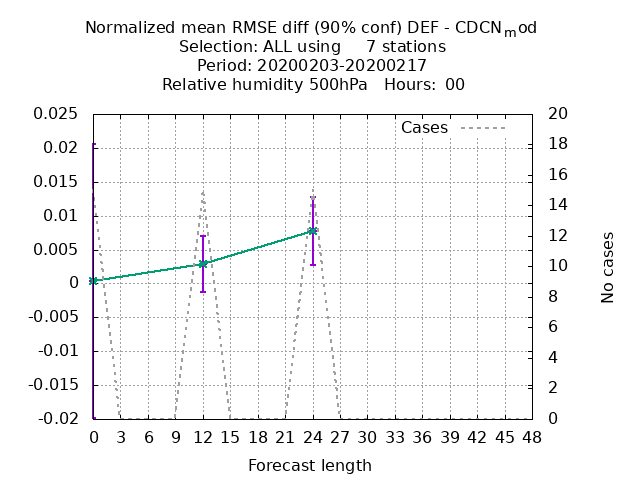 Normalized mean RMSE diff (90% conf) DEF - CDCNmod
Selection: ALL using 7 stations
Period: 20200203-20200217
Relative humidity 500hPa Hours: 00
Cases
0.025
0.02
0.015
0.01
0.005
0
-0.005
-0.01
-0.015
-0.02
20
18
16
14
12
10
8
6
4
2
0
No cases
0 3 6 9 12 15 18 21 24 27 30 33 36 39 42 45 48
Forecast length